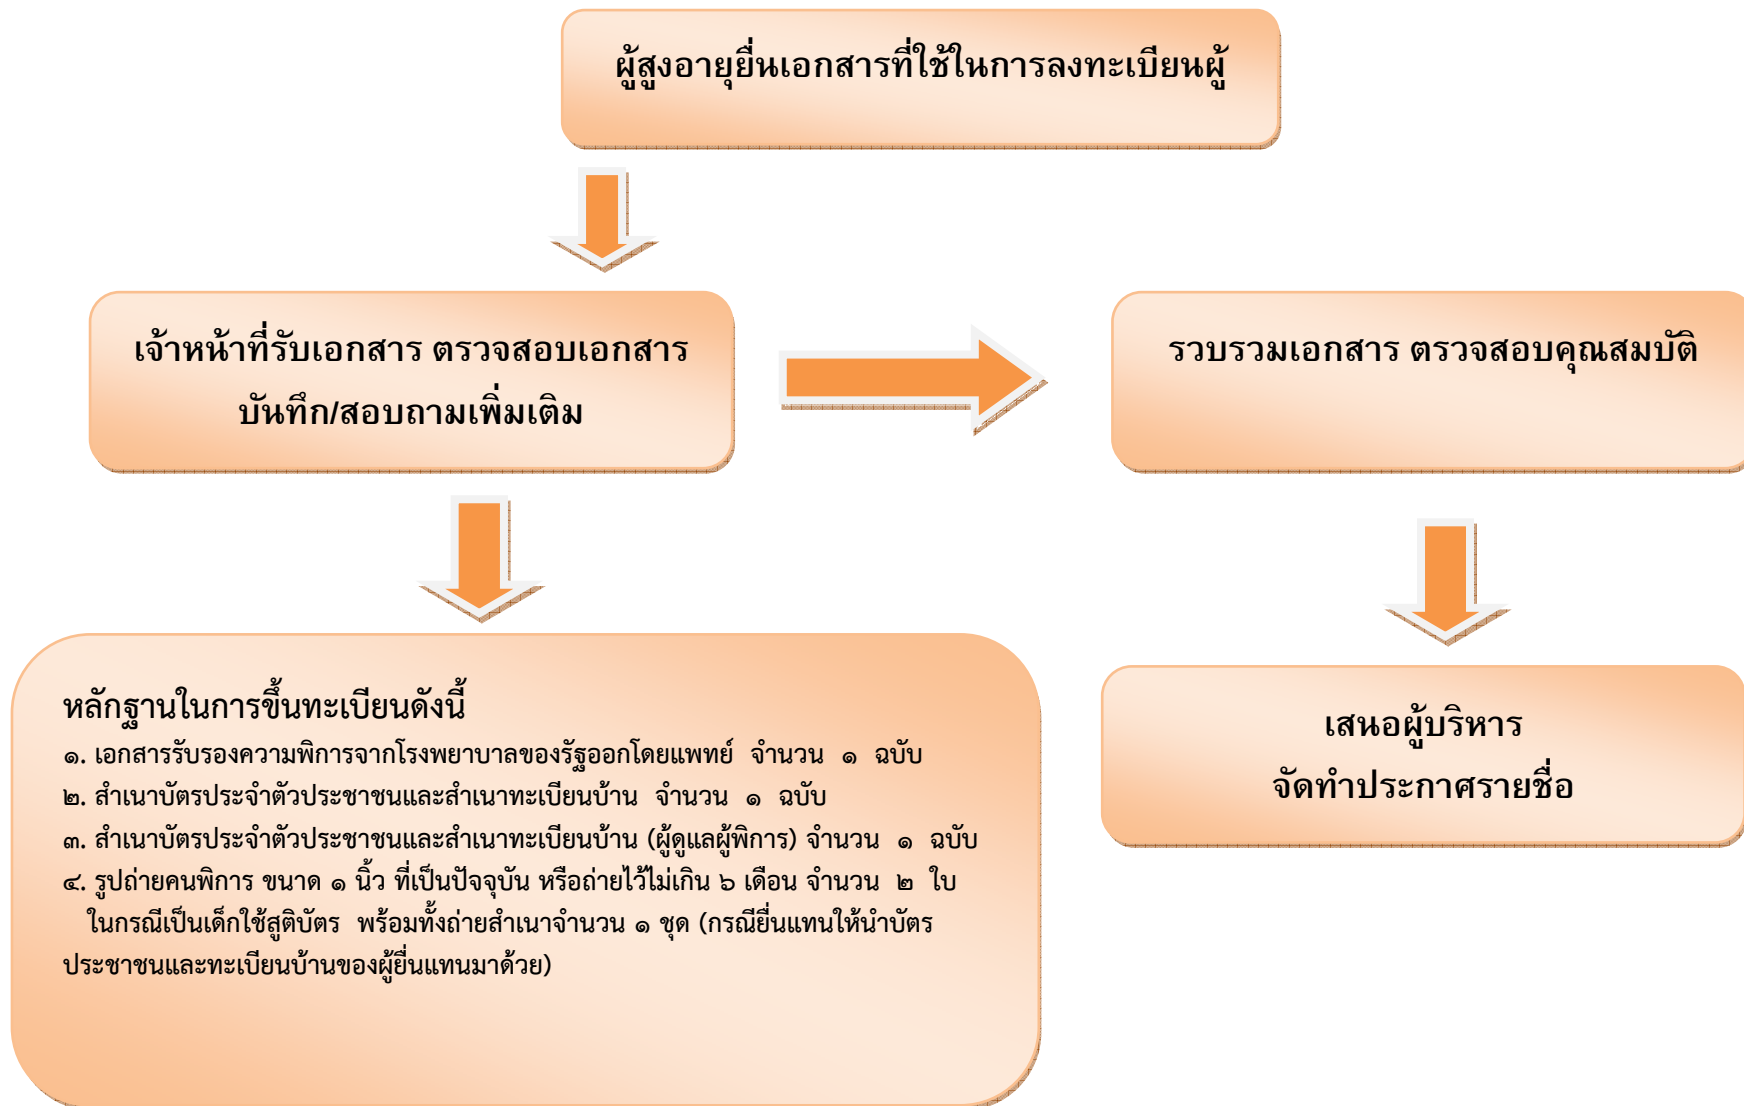 ผู้สูงอายุยื่นเอกสารที่ใช้ในการลงทะเบียนผู้
เจ้าหน้าที่รับเอกสาร ตรวจสอบเอกสาร
บันทึก/สอบถามเพิ่มเติม
รวบรวมเอกสาร ตรวจสอบคุณสมบัติ
หลักฐานในการขึ้นทะเบียนดังนี้
๑. เอกสารรับรองความพิการจากโรงพยาบาลของรัฐออกโดยแพทย์ จำนวน ๑ ฉบับ
๒. สำเนาบัตรประจำตัวประชาชนและสำเนาทะเบียนบ้าน จำนวน ๑ ฉบับ
๓. สำเนาบัตรประจำตัวประชาชนและสำเนาทะเบียนบ้าน (ผู้ดูแลผู้พิการ) จำนวน ๑ ฉบับ
๔. รูปถ่ายคนพิการ ขนาด ๑ นิ้ว ที่เป็นปัจจุบัน หรือถ่ายไว้ไม่เกิน ๖ เดือน จำนวน ๒ ใบ
ในกรณีเป็นเด็กใช้สูติบัตร พร้อมทั้งถ่ายสำเนาจำนวน ๑ ชุด (กรณียื่นแทนให้นำบัตร
ประชาชนและทะเบียนบ้านของผู้ยื่นแทนมาด้วย)
เสนอผู้บริหาร
จัดทำประกาศรายชื่อ